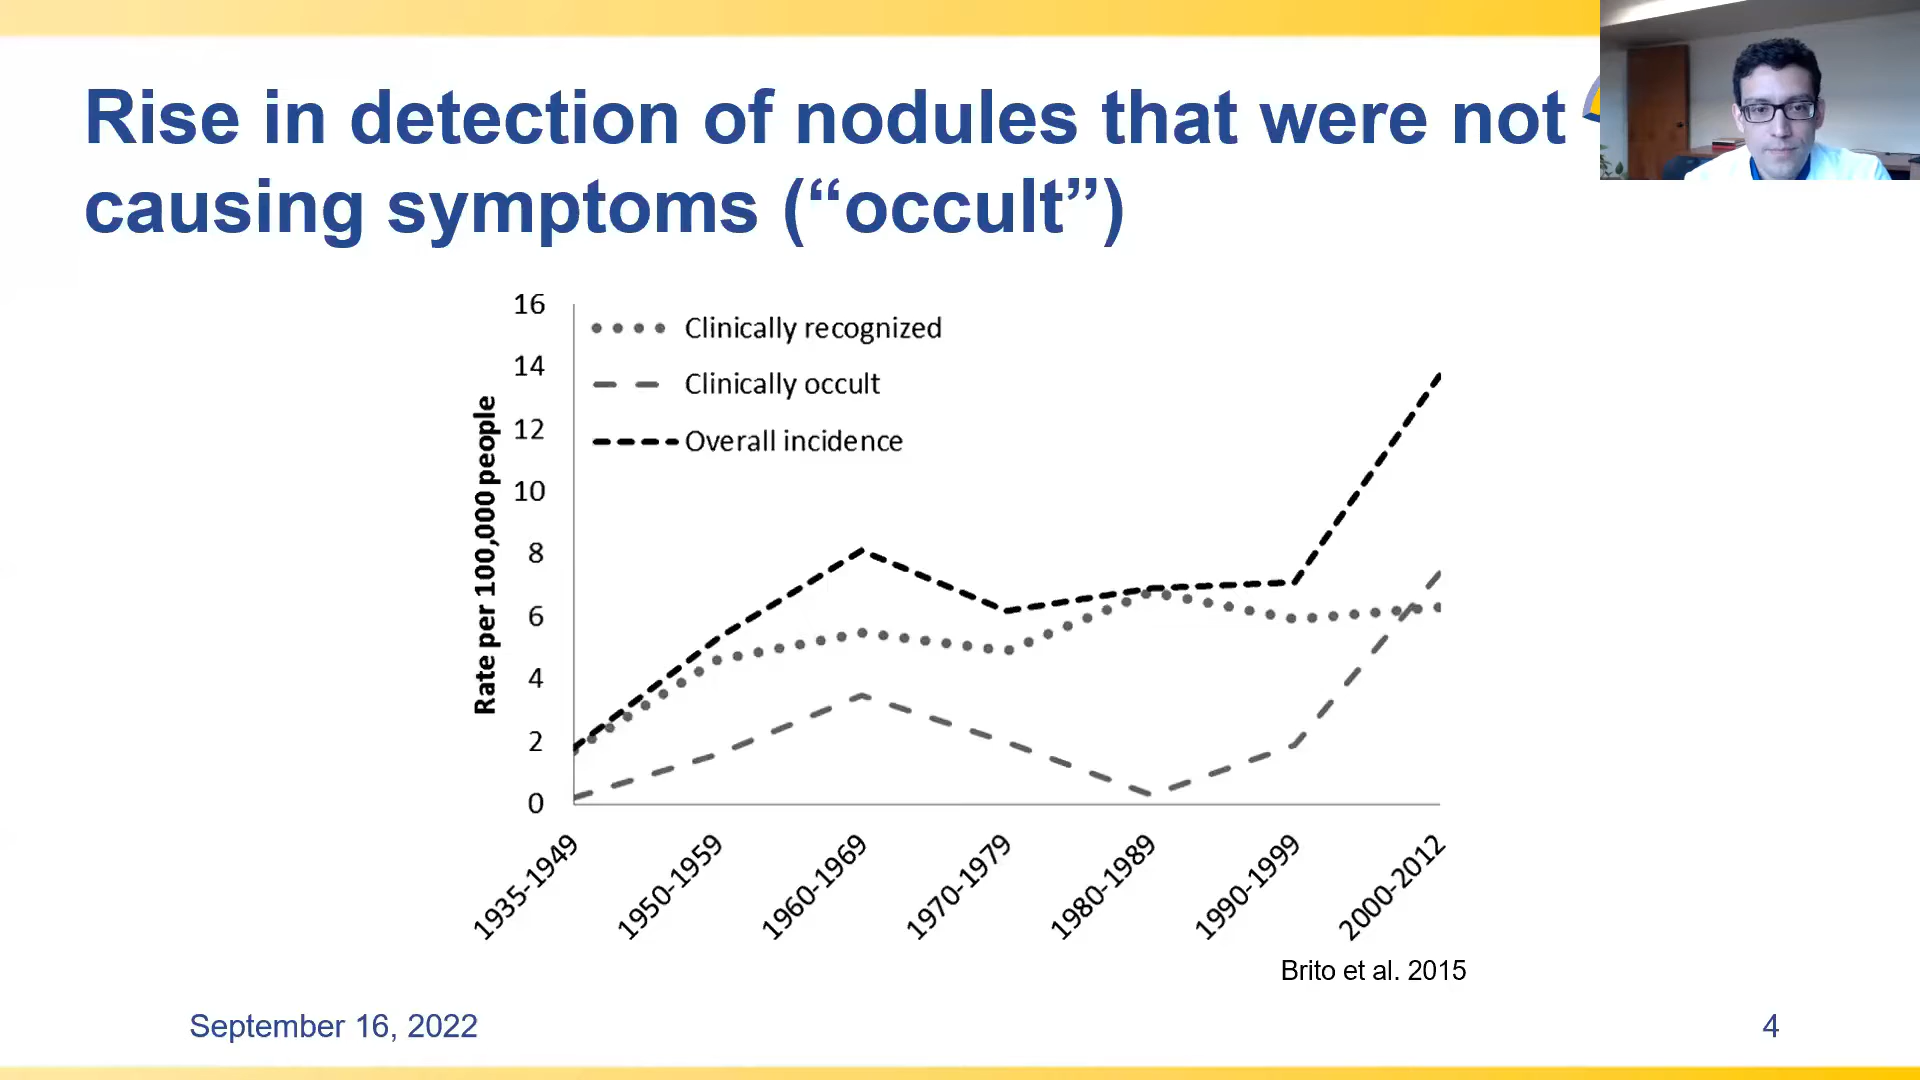 Rise in detection of nodules that were not
causing symptoms (“occult”)
16
14
12
10
8
6
4
2
0
Rate per 100,000 people
Clinically recognized
Clinically occult
Overall incidence
1935-1949
1950-1959
1960-1969
1970-1979
1980-1989
1990-1999
2000-2012
Brito et al. 2015
September 16, 2022
4